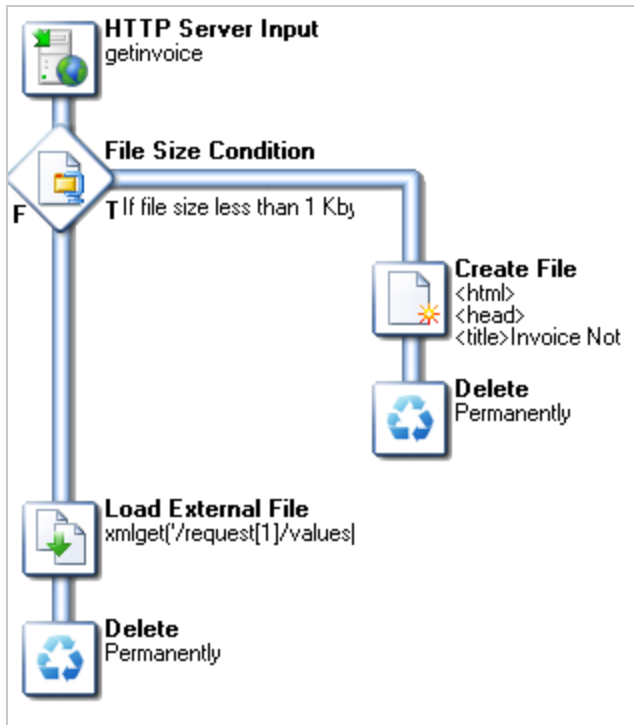 HTTP Server Input
getinvoice
File Size Condition
F
T If file size less than 1 Kby
Create File
<html>
<head>
<title>Invoice Not
Delete
Permanently
Load External File
xmlget('/request[1]/values[
Delete
Permanently